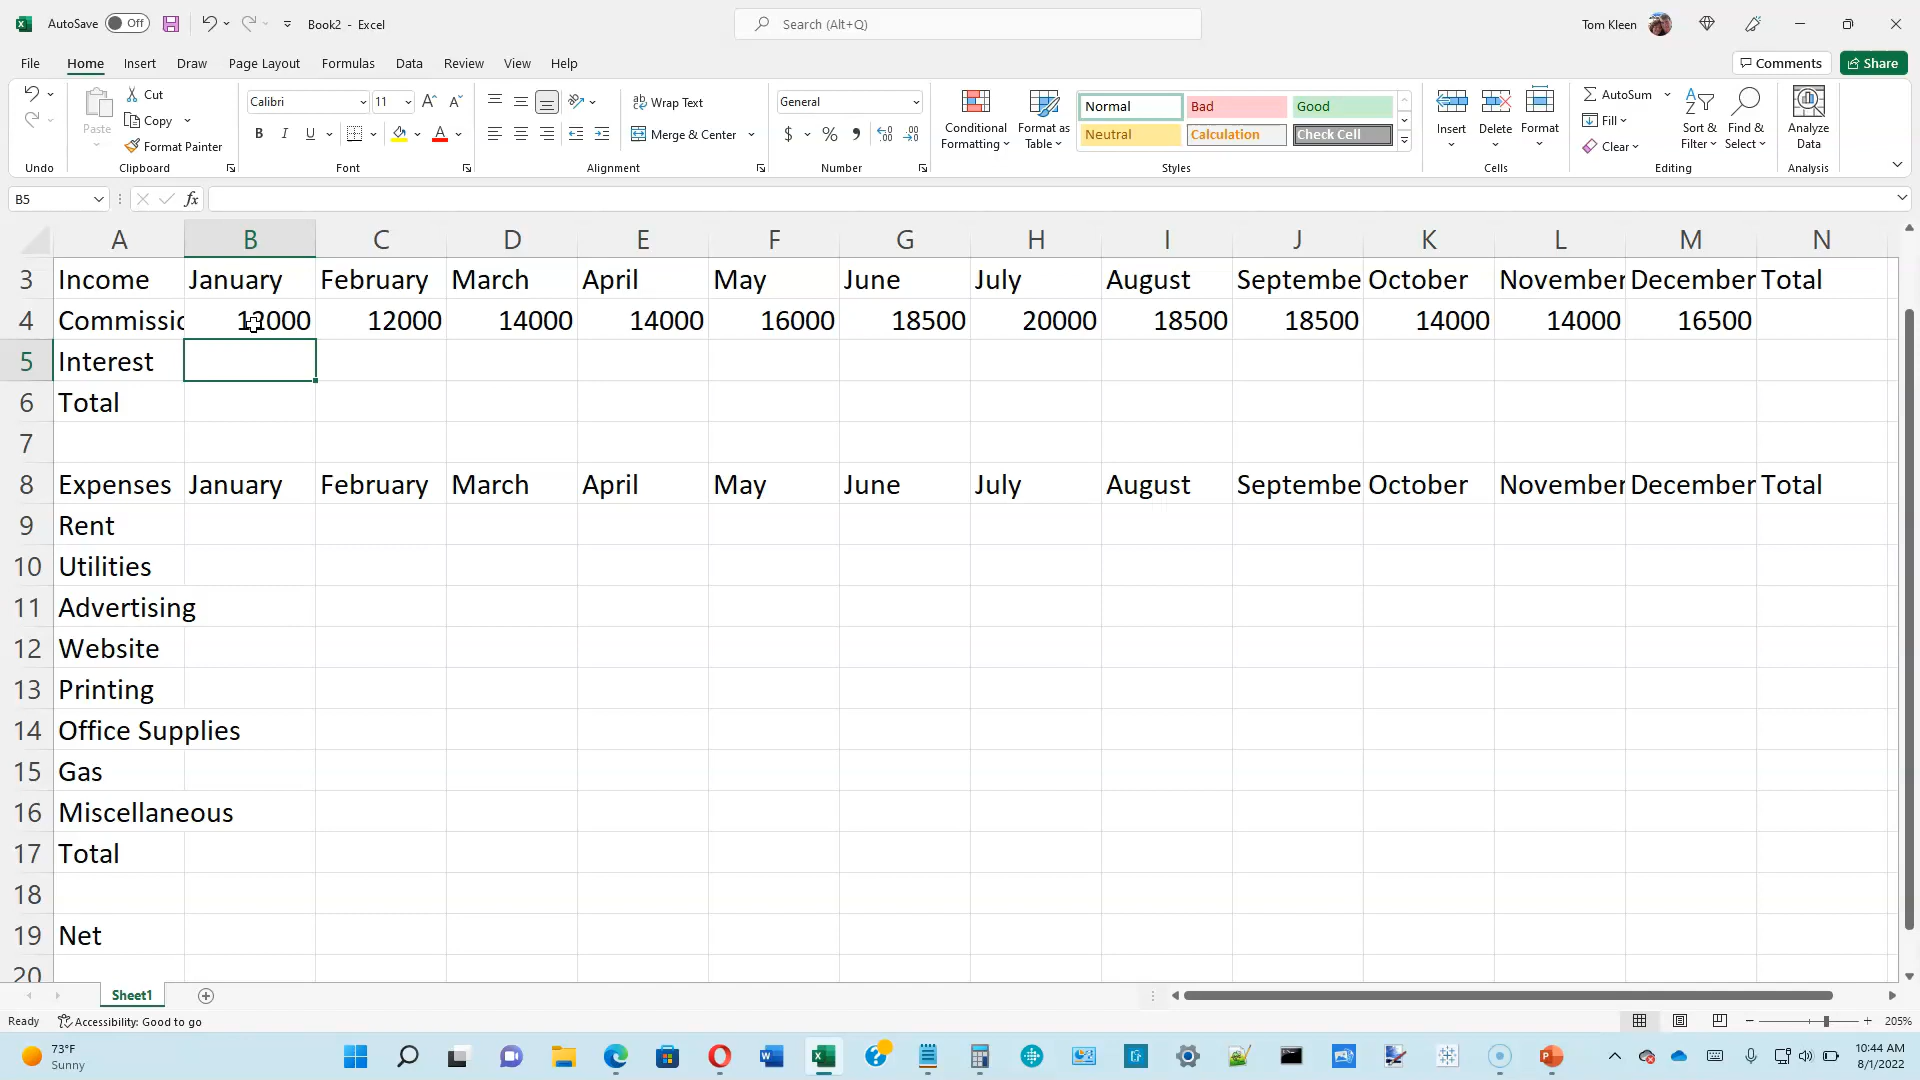 AutoSave Off Book2 - Excel Search (Alt+Q) Tom Kleen
File Home Insert Draw Page Layout Formulas Data Review View Help Comments Share
Paste Cut Copy Format Painter
Calibri 11
B I U A
Wrap Text
Merge & Center
General
$ %
Conditional Formatting Format as Table
Normal Bad Good
Neutral Calculation Check Cell
Insert Delete Format
AutoSum
Fill
Clear
Sort & Filter Find & Select
Analyze Data
Undo Clipboard Font Alignment Number Styles Cells Editing Analysis
B5 fx
A B C D E F G H I J K L M N
3 Income January February March April May June July August Septembe October November December Total
4 Commissic 12000 14000 14000 16000 18500 20000 18500 18500 14000 14000 16500
5 Interest
6 Total
7
8 Expenses January February March April May June July August Septembe October November December Total
9 Rent
10 Utilities
11 Advertising
12 Website
13 Printing
14 Office Supplies
15 Gas
16 Miscellaneous
17 Total
18
19 Net
20
Sheet1
Ready Accessibility: Good to go 205%
73°F 10:44 AM
Sunny 8/1/2022